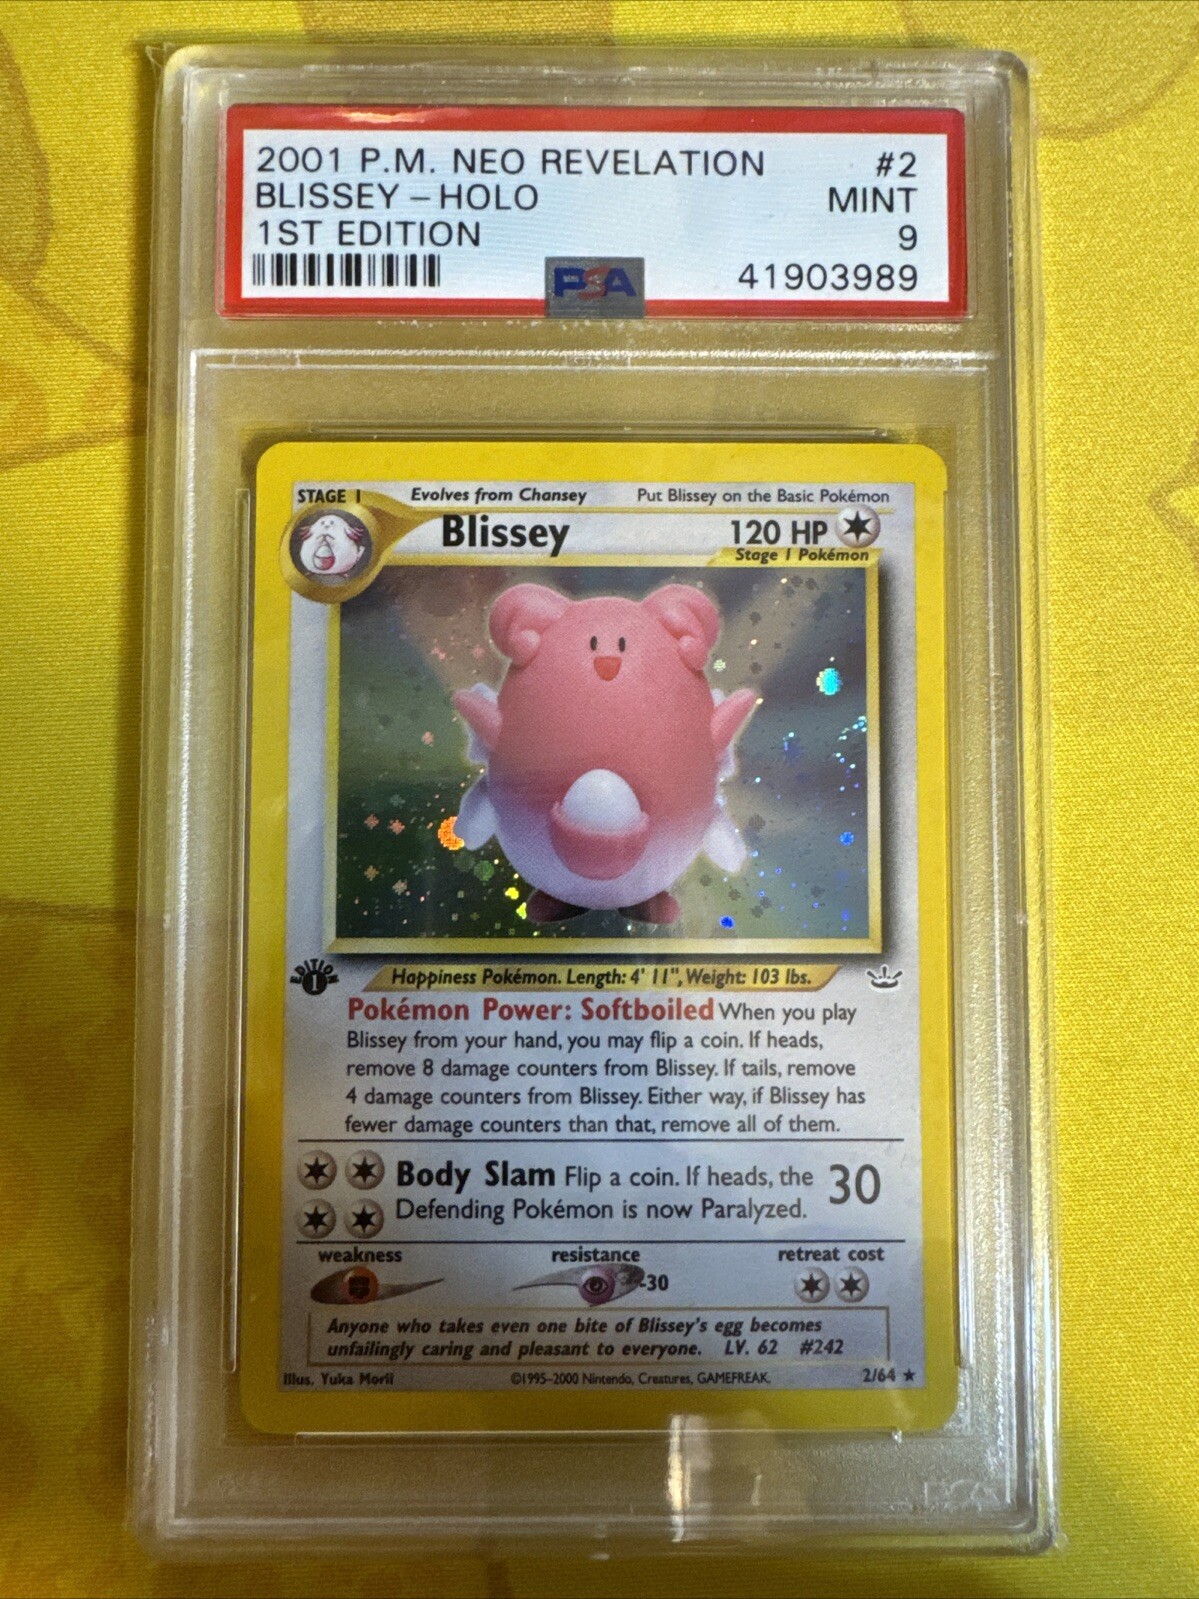 2001 P.M. NEO REVELATION #2
BLISSEY – HOLO MINT
1ST EDITION 9
PSA 41903989
STAGE 1 Evolves from Chansey Put Blissey on the Basic Pokémon
Blissey 120 HP
Stage 1 Pokémon
EDITION 1
Happiness Pokémon. Length: 4' 11", Weight: 103 lbs.
Pokémon Power: Softboiled When you play
Blissey from your hand, you may flip a coin. If heads,
remove 8 damage counters from Blissey. If tails, remove
4 damage counters from Blissey. Either way, if Blissey has
fewer damage counters than that, remove all of them.
Body Slam Flip a coin. If heads, the 30
Defending Pokémon is now Paralyzed.
weakness resistance retreat cost
-30
Anyone who takes even one bite of Blissey's egg becomes
unfailingly caring and pleasant to everyone. LV. 62 #242
Illus. Yuka Morii ©1995-2000 Nintendo, Creatures, GAMEFREAK. 2/64 ★
PSA